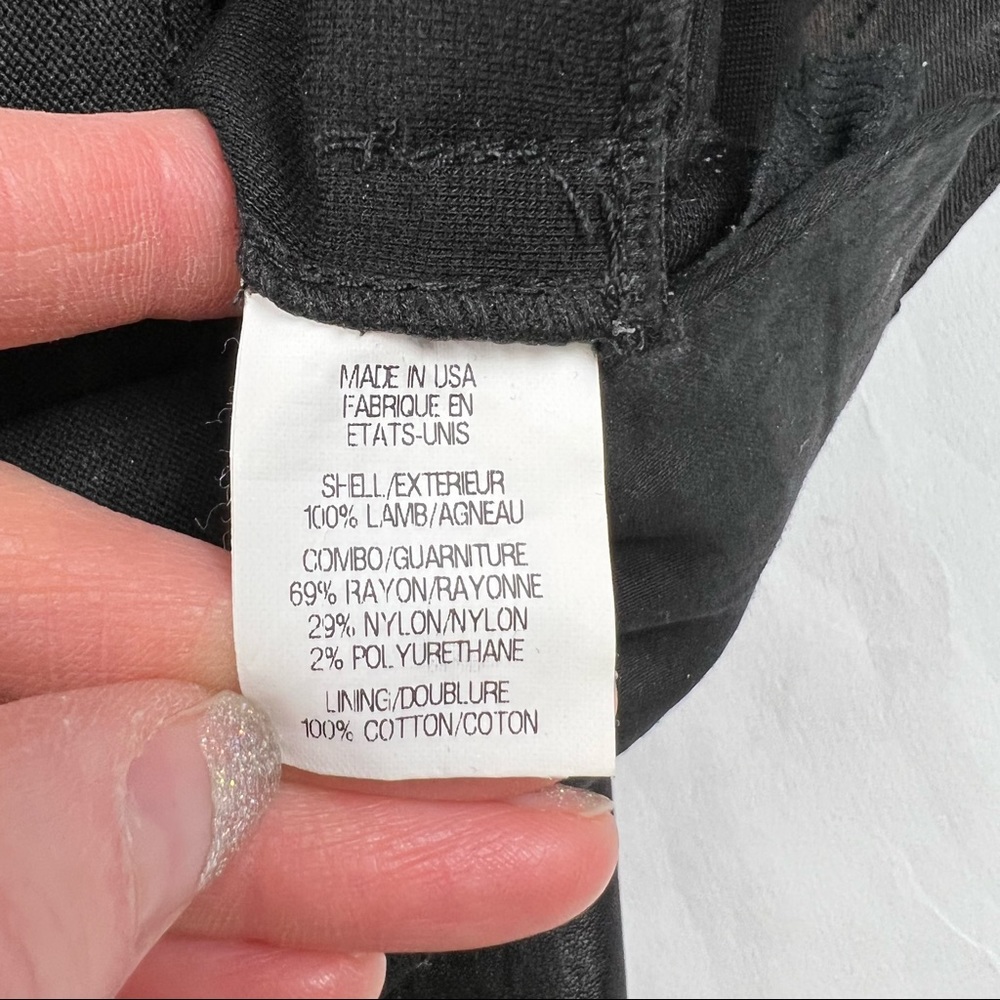 MADE IN USA
FABRIQUE EN
ETATS-UNIS
SHELL/EXTERIEUR
100% LAMB/AGNEAU
COMBO/GUARNITURE
69% RAYON/RAYONNE
29% NYLON/NYLON
2% POLYURETHANE
LINING/DOUBLURE
100% COTTON/COTON